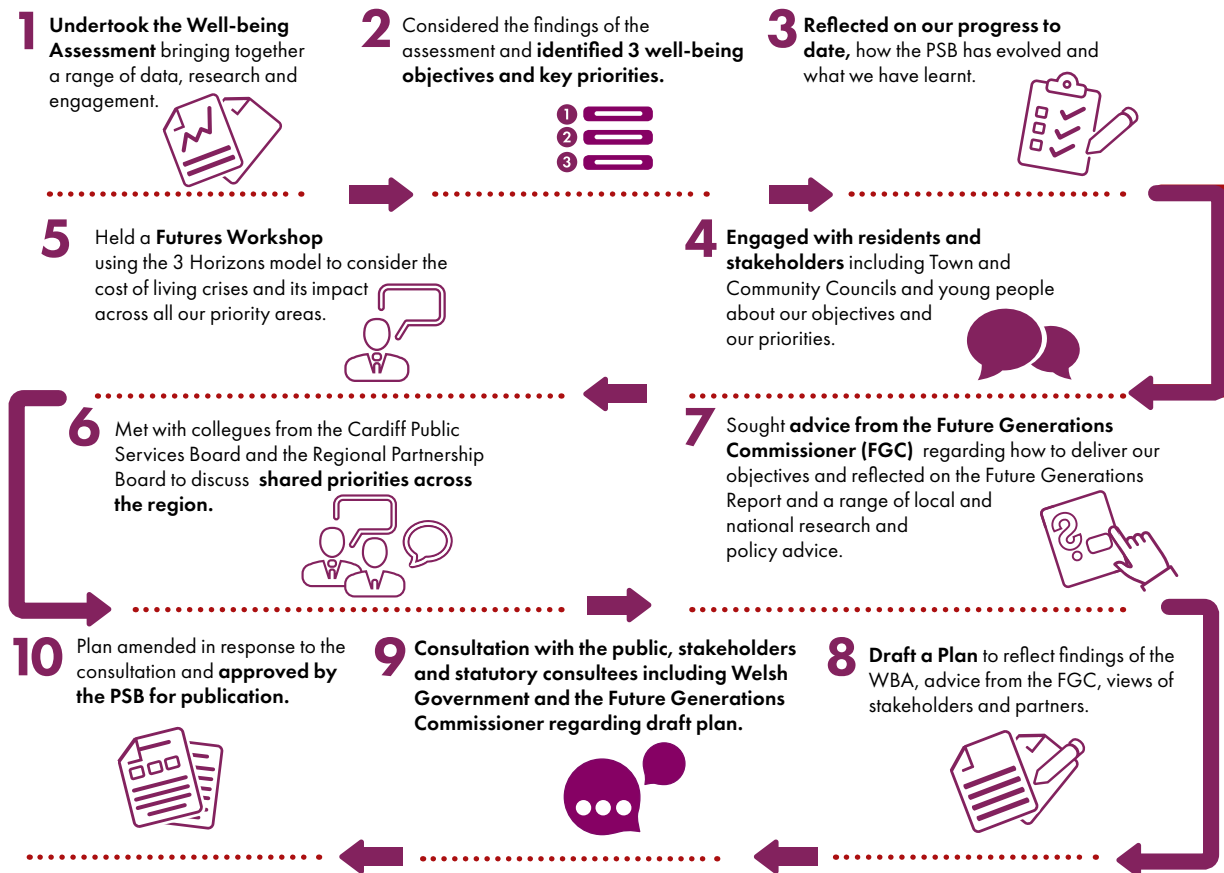 1 Undertook the Well-being
Assessment bringing together
a range of data, research and
engagement.
2 Considered the findings of the
assessment and identified 3 well-being
objectives and key priorities.
1
2
3
3 Reflected on our progress to
date, how the PSB has evolved and
what we have learnt.
4 Engaged with residents and
stakeholders including Town and
Community Councils and young people
about our objectives and
our priorities.
5 Held a Futures Workshop
using the 3 Horizons model to consider the
cost of living crises and its impact
across all our priority areas.
6 Met with collegues from the Cardiff Public
Services Board and the Regional Partnership
Board to discuss shared priorities across
the region.
7 Sought advice from the Future Generations
Commissioner (FGC) regarding how to deliver our
objectives and reflected on the Future Generations
Report and a range of local and
national research and
policy advice.
?
8 Draft a Plan to reflect findings of the
WBA, advice from the FGC, views of
stakeholders and partners.
9 Consultation with the public, stakeholders
and statutory consultees including Welsh
Government and the Future Generations
Commissioner regarding draft plan.
10 Plan amended in response to the
consultation and approved by
the PSB for publication.